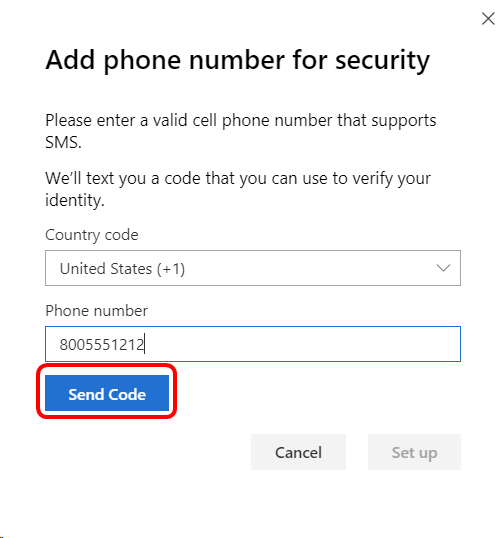 Add phone number for security
Please enter a valid cell phone number that supports
SMS.
We’ll text you a code that you can use to verify your
identity.
Country code
United States (+1)
Phone number
8005551212
Send Code
Cancel
Set up